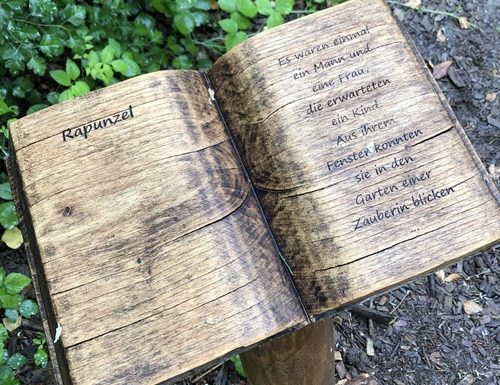 Rapunzel
Es waren einmal
ein Mann und
eine Frau,
die erwarteten
ein Kind.
Aus ihrem
Fenster konnten
sie in den
Garten einer
Zauberin blicken
...